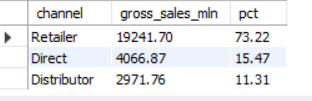 channel gross_sales_mln pct
Retailer 19241.70 73.22
Direct 4066.87 15.47
Distributor 2971.76 11.31